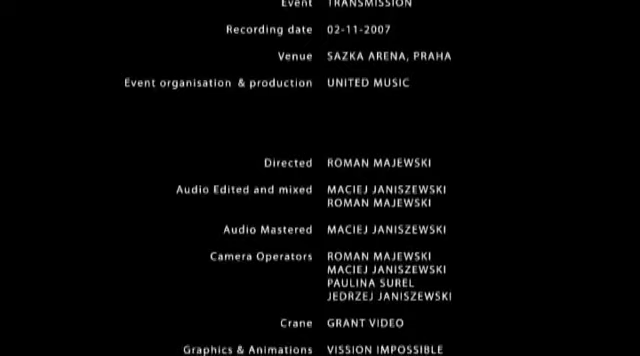 Event TRANSMISSION
Recording date 02-11-2007
Venue SAZKA ARENA, PRAHA
Event organisation & production UNITED MUSIC
Directed ROMAN MAJEWSKI
Audio Edited and mixed MACIEJ JANISZEWSKI
ROMAN MAJEWSKI
Audio Mastered MACIEJ JANISZEWSKI
Camera Operators ROMAN MAJEWSKI
MACIEJ JANISZEWSKI
PAULINA SUREL
JEDRZEJ JANISZEWSKI
Crane GRANT VIDEO
Graphics & Animations VISSION IMPOSSIBLE